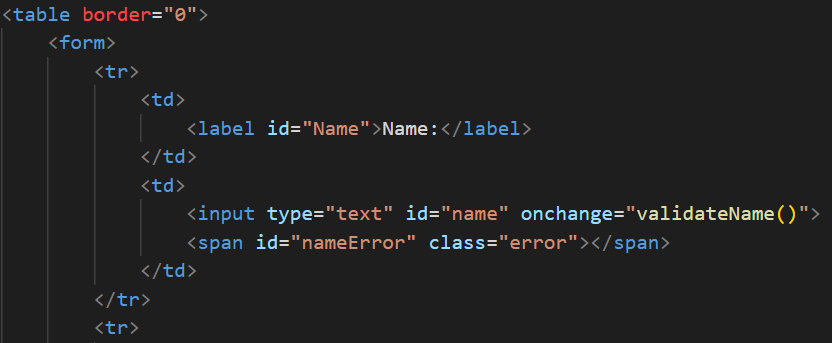 <table border="0">
<form>
<tr>
<td>
<label id="Name">Name:</label>
</td>
<td>
<input type="text" id="name" onchange="validateName()">
<span id="nameError" class="error"></span>
</td>
</tr>
<tr>